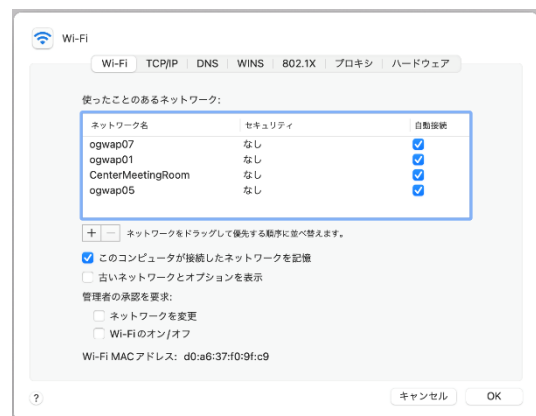 Wi-Fi
Wi-Fi TCP/IP DNS WINS 802.1X プロキシ ハードウェア
使ったことのあるネットワーク:
ネットワーク名 セキュリティ 自動接続
ogwap07 なし
ogwap01 なし
CenterMeetingRoom なし
ogwap05 なし
+ − ネットワークをドラッグして優先する順序に並べ替えます。
このコンピュータが接続したネットワークを記憶
古いネットワークとオプションを表示
管理者の承認を要求:
ネットワークを変更
Wi-Fiのオン/オフ
Wi-Fi MACアドレス: d0:a6:37:f0:9f:c9
? キャンセル OK